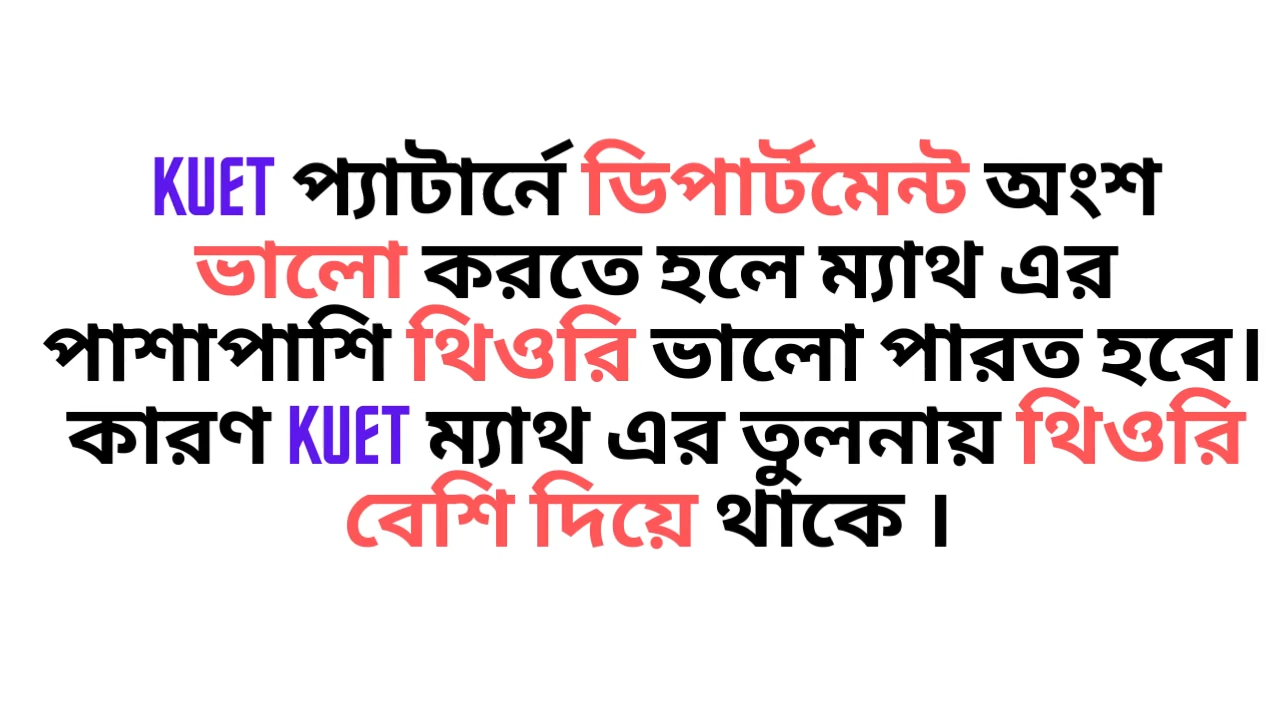 KUET প্যাটার্নে ডিপার্টমেন্ট অংশ
ভালো করতে হলে ম্যাথ এর
পাশাপাশি থিওরি ভালো পারত হবে।
কারণ KUET ম্যাথ এর তুলনায় থিওরি
বেশি দিয়ে থাকে ।